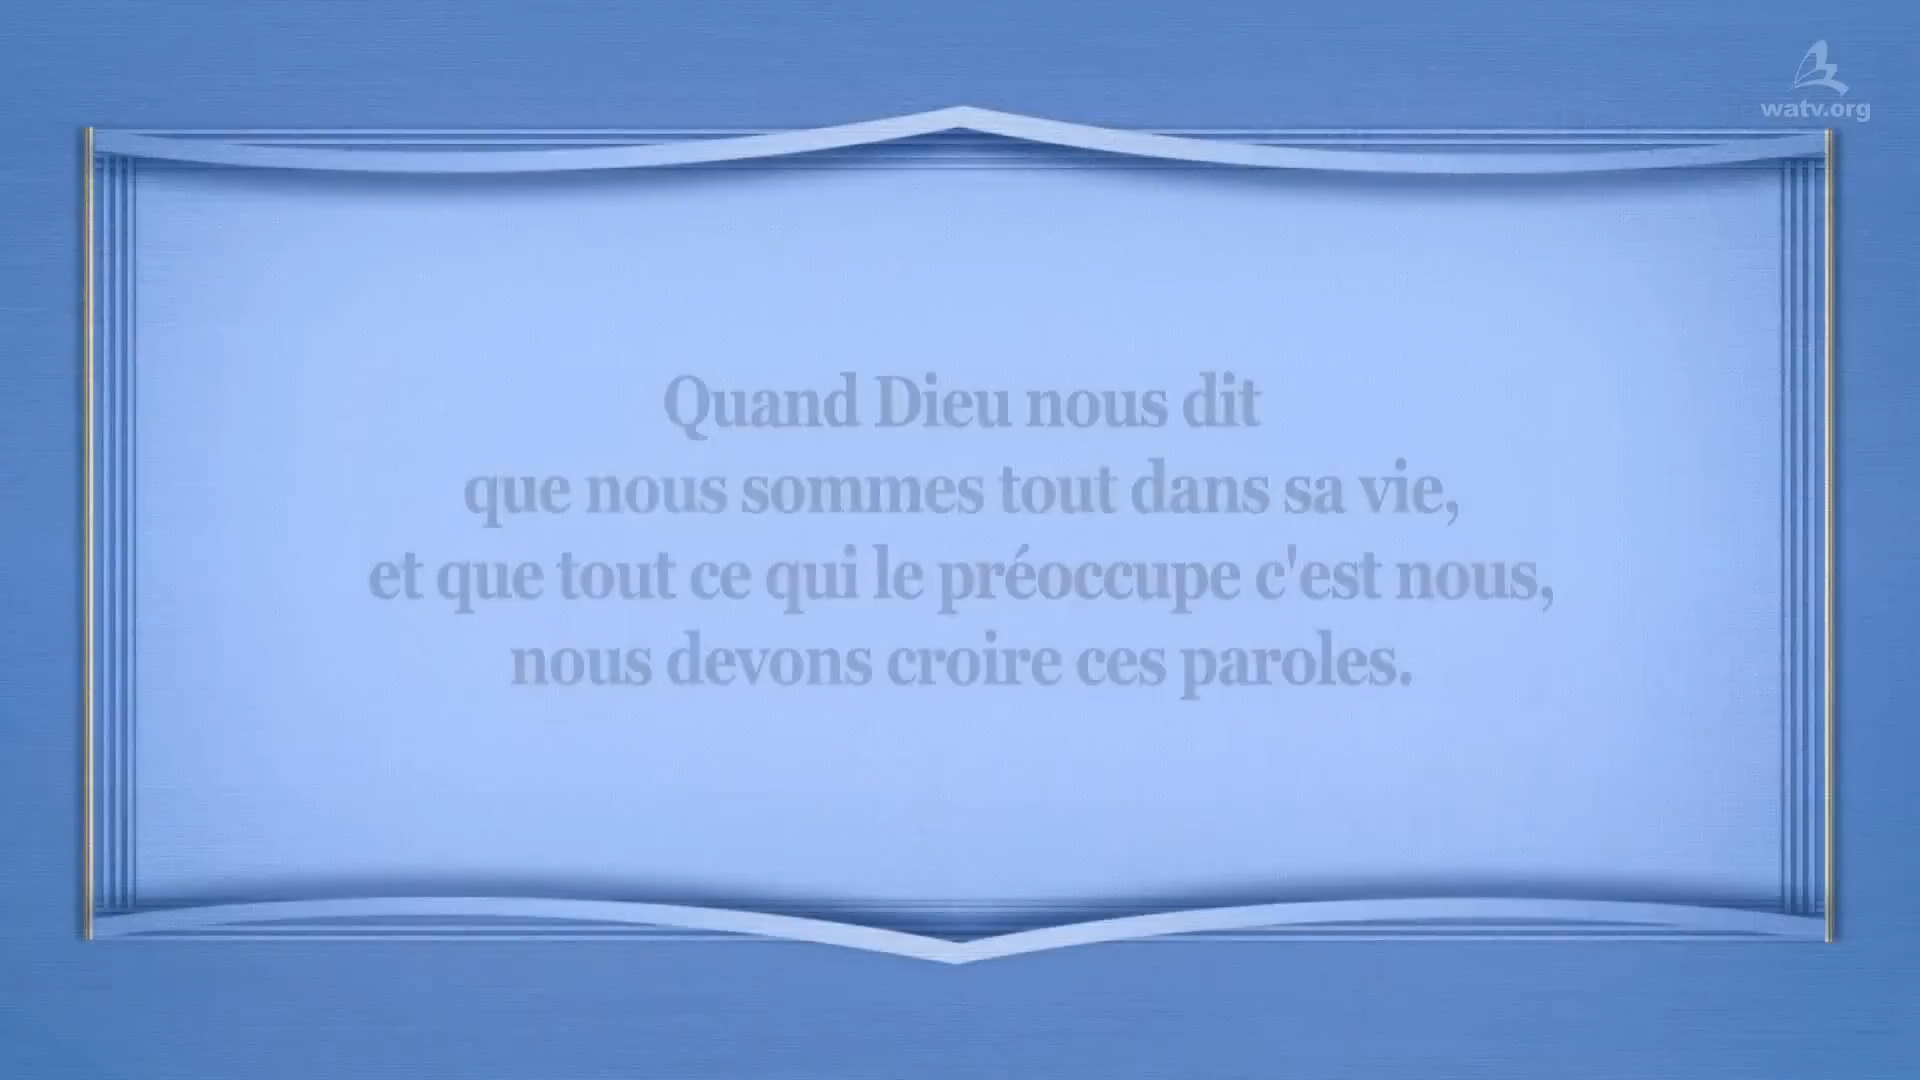 watv.org
Quand Dieu nous dit
que nous sommes tout dans sa vie,
et que tout ce qui le préoccupe c'est nous,
nous devons croire ces paroles.